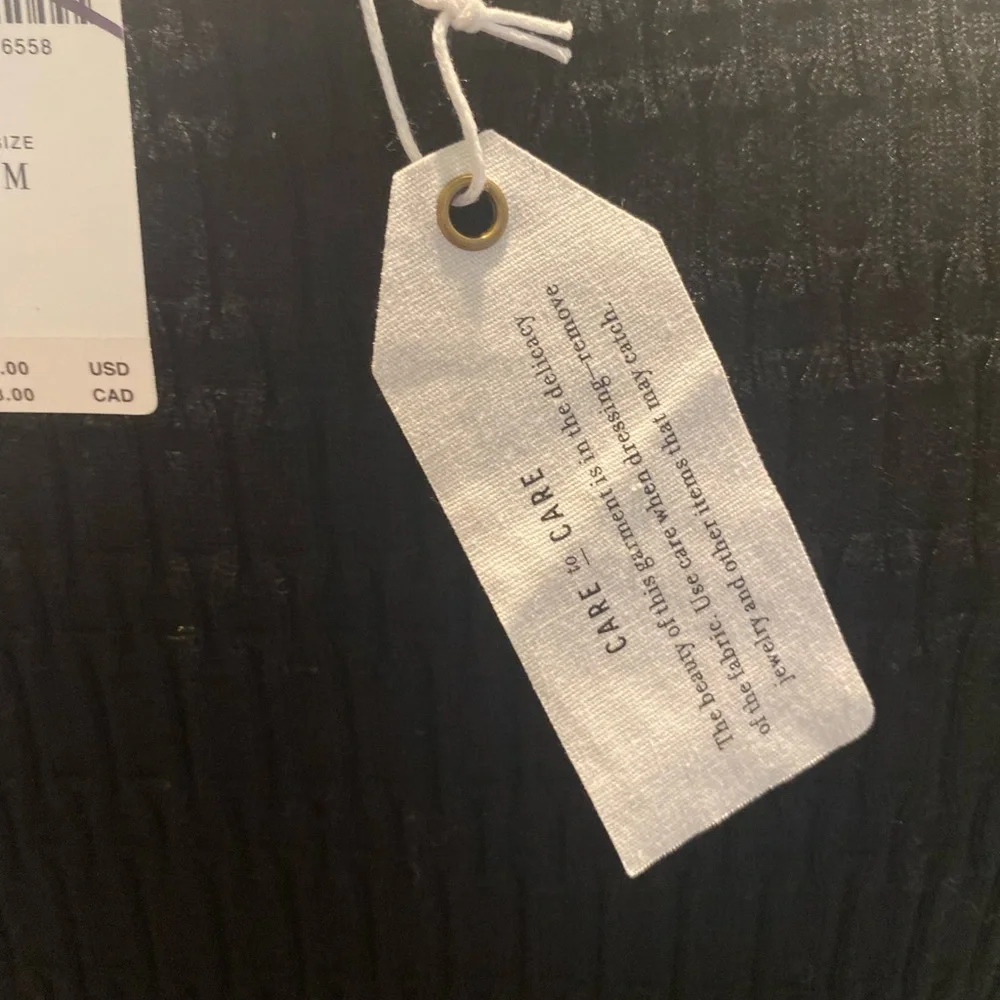 6558
SIZE
M
.00 USD
.00 CAD
CARE to CARE
The beauty of this garment is in the delicacy
of the fabric. Use care when dressing—remove
jewelry and other items that may catch.